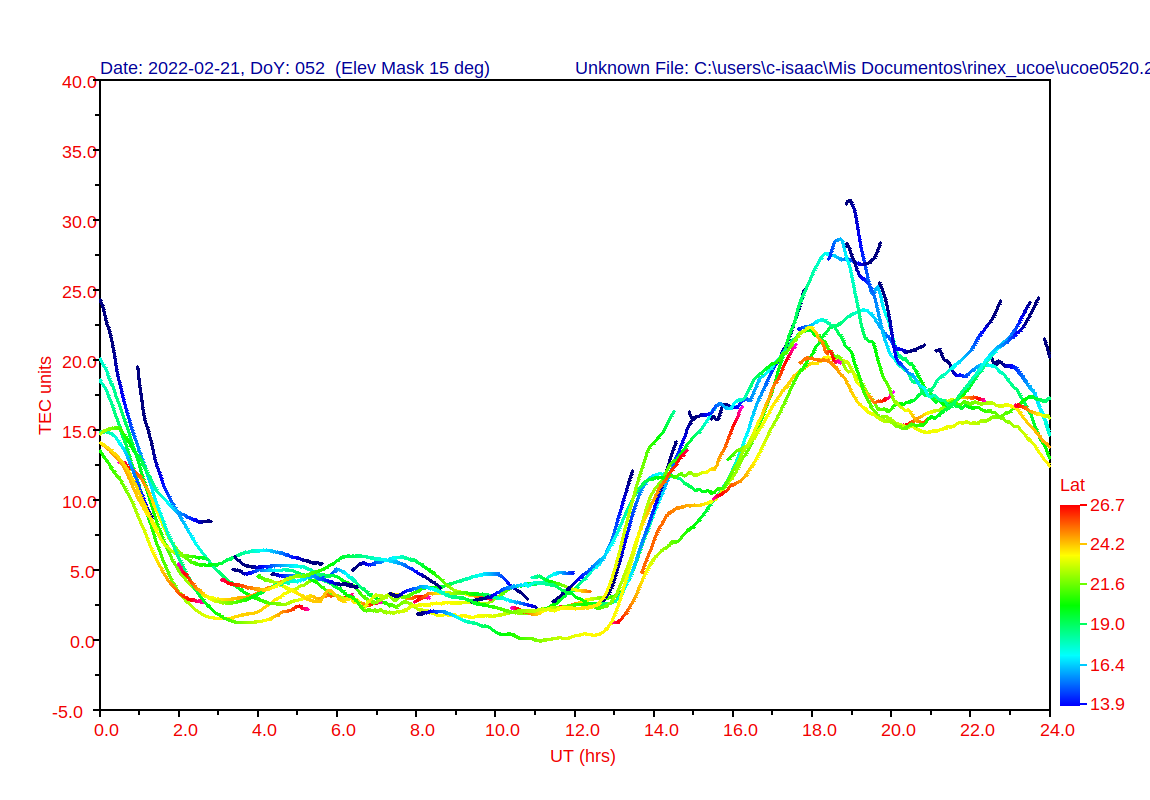 Date: 2022-02-21, DoY: 052  (Elev Mask 15 deg)
Unknown File: C:\users\c-isaac\Mis Documentos\rinex_ucoe\ucoe0520.2
40.0
35.0
30.0
25.0
20.0
15.0
10.0
5.0
0.0
-5.0
TEC units
0.0 2.0 4.0 6.0 8.0 10.0 12.0 14.0 16.0 18.0 20.0 22.0 24.0
UT (hrs)
Lat
26.7
24.2
21.6
19.0
16.4
13.9